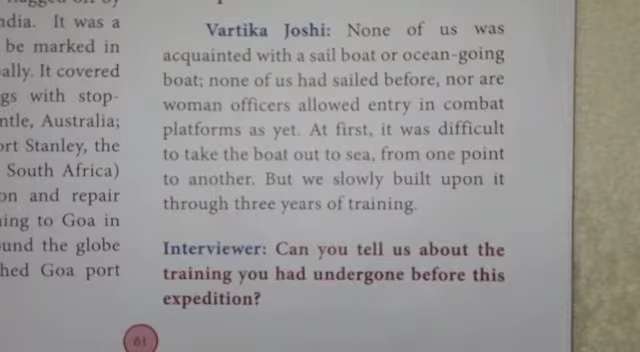 ndia. It was a
be marked in
ally. It covered
gs with stop-
ntle, Australia;
ort Stanley, the
South Africa)
on and repair
ning to Goa in
und the globe
hed Goa port
Vartika Joshi: None of us was
acquainted with a sail boat or ocean-going
boat; none of us had sailed before, nor are
woman officers allowed entry in combat
platforms as yet. At first, it was difficult
to take the boat out to sea, from one point
to another. But we slowly built upon it
through three years of training.
Interviewer: Can you tell us about the
training you had undergone before this
expedition?
61